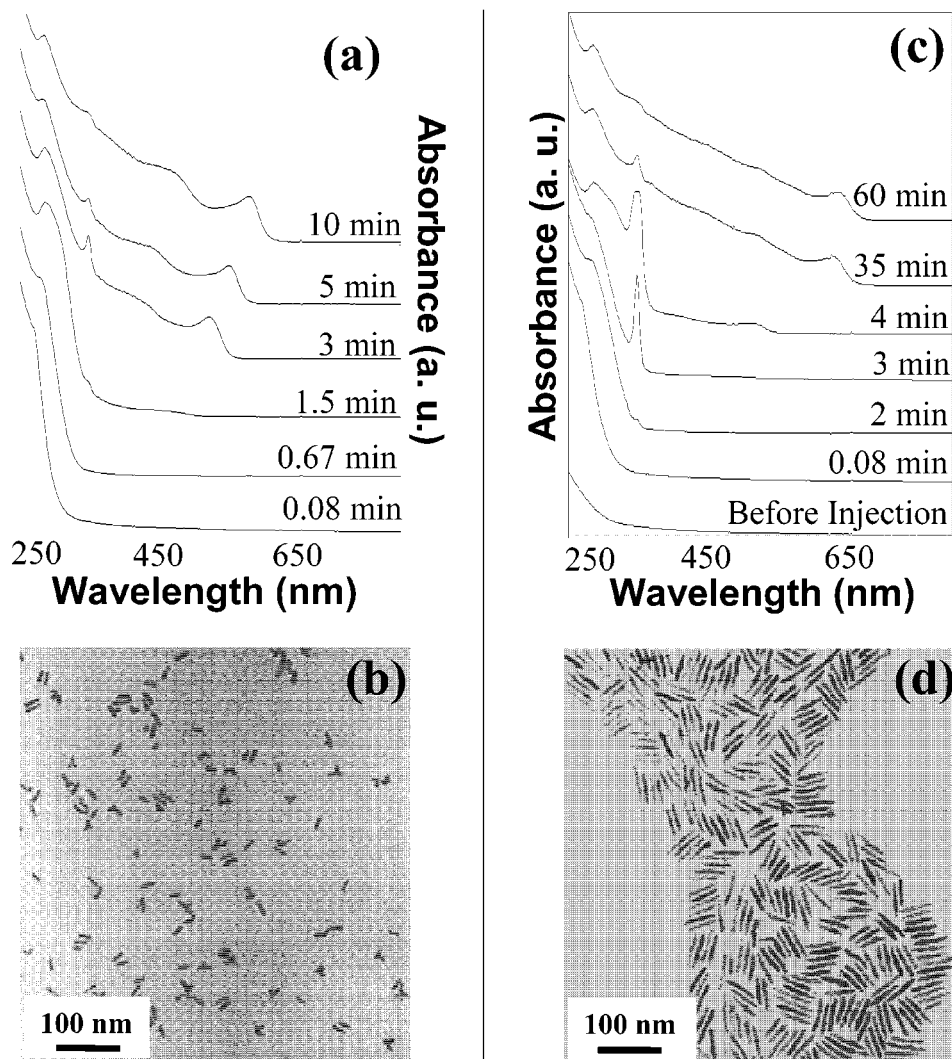 (a)
Absorbance (a. u.)
10 min
5 min
3 min
1.5 min
0.67 min
0.08 min
250 450 650
Wavelength (nm)
(b)
100 nm
(c)
Absorbance (a. u.)
60 min
35 min
4 min
3 min
2 min
0.08 min
Before Injection
250 450 650
Wavelength (nm)
(d)
100 nm